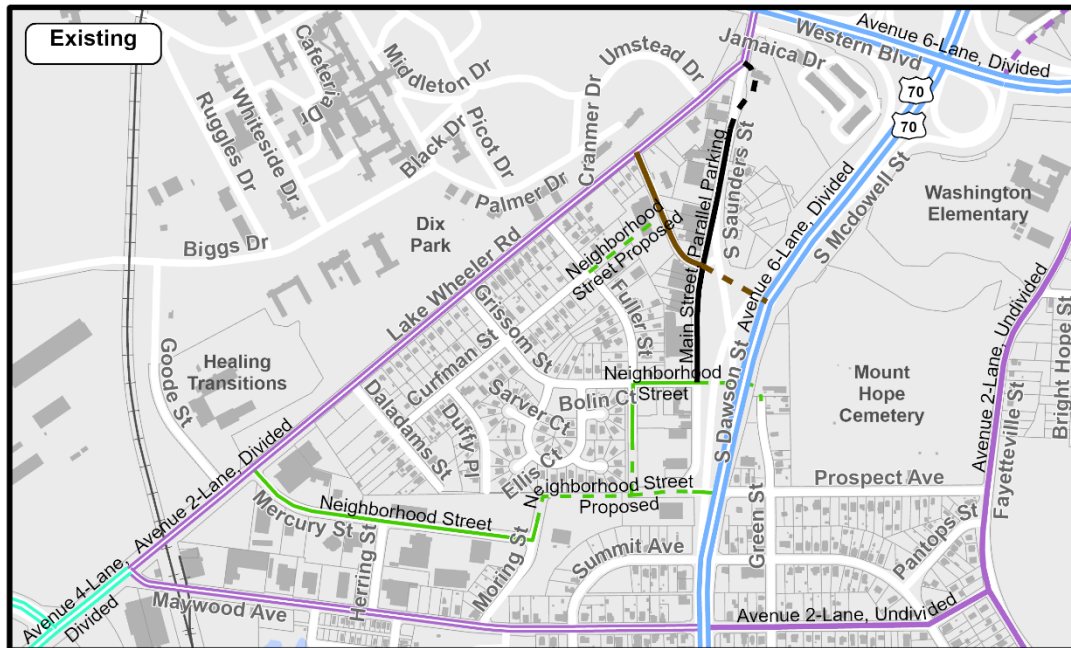 Existing
Avenue 6-Lane, Divided
Western Blvd
Jamaica Dr
Umstead Dr
Cranmer Dr
Middleton Dr
Cafeteria Dr
Whiteside Dr
Ruggles Dr
Black Dr
Picot Dr
Palmer Dr
Biggs Dr
70
70
S Saunders St
Main Street, Parallel Parking
Avenue 6-Lane, Divided
S Mcdowell St
Washington
Elementary
Dix
Park
Lake Wheeler Rd
Neighborhood
Street Proposed
Fuller St
Grissom St
Curfman St
Goode St
Healing
Transitions
Daladams St
Duffy Pl
Sarver Ct
Bolin Ct
Ellis Ct
Neighborhood
Street
S Dawson St
Mount
Hope
Cemetery
Avenue 2-Lane, Undivided
Fayetteville St
Bright Hope St
Avenue 2-Lane, Divided
Avenue 4-Lane,
Divided
Mercury St
Neighborhood Street
Neighborhood Street
Proposed
Prospect Ave
Green St
Pantops St
Summit Ave
Moring St
Herring St
Maywood Ave
Avenue 2-Lane, Undivided